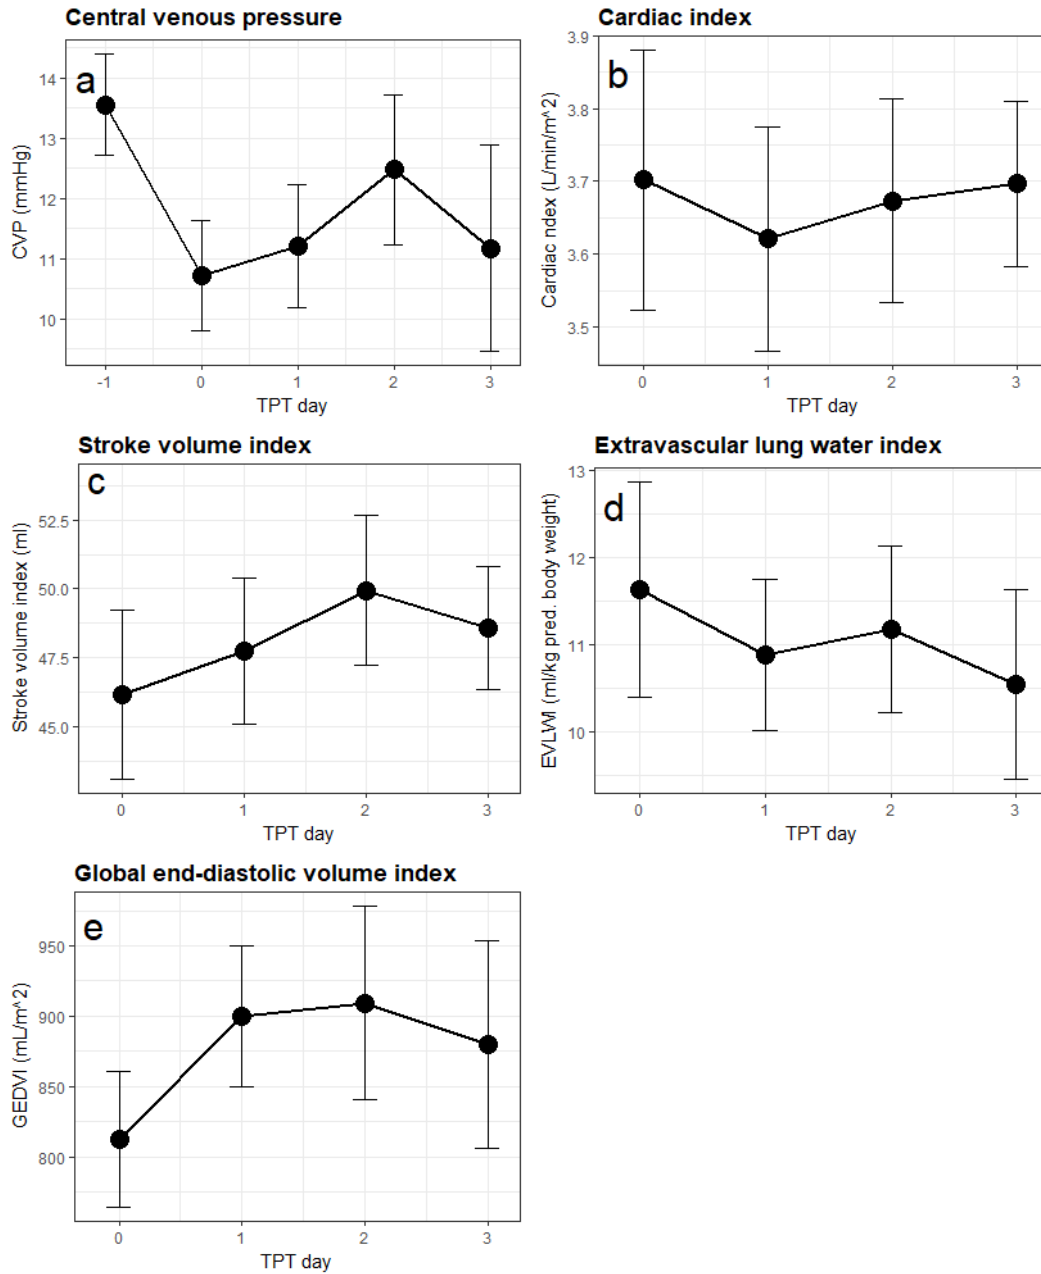 Central venous pressure
a
CVP (mmHg)
14
13
12
11
10
-1 0 1 2 3
TPT day
Cardiac index
b
Cardiac ndex (L/min/m^2)
3.9
3.8
3.7
3.6
3.5
0 1 2 3
TPT day
Stroke volume index
c
Stroke volume index (ml)
52.5
50.0
47.5
45.0
0 1 2 3
TPT day
Extravascular lung water index
d
EVLWI (ml/kg pred. body weight)
13
12
11
10
0 1 2 3
TPT day
Global end-diastolic volume index
e
GEDVI (mL/m^2)
950
900
850
800
0 1 2 3
TPT day